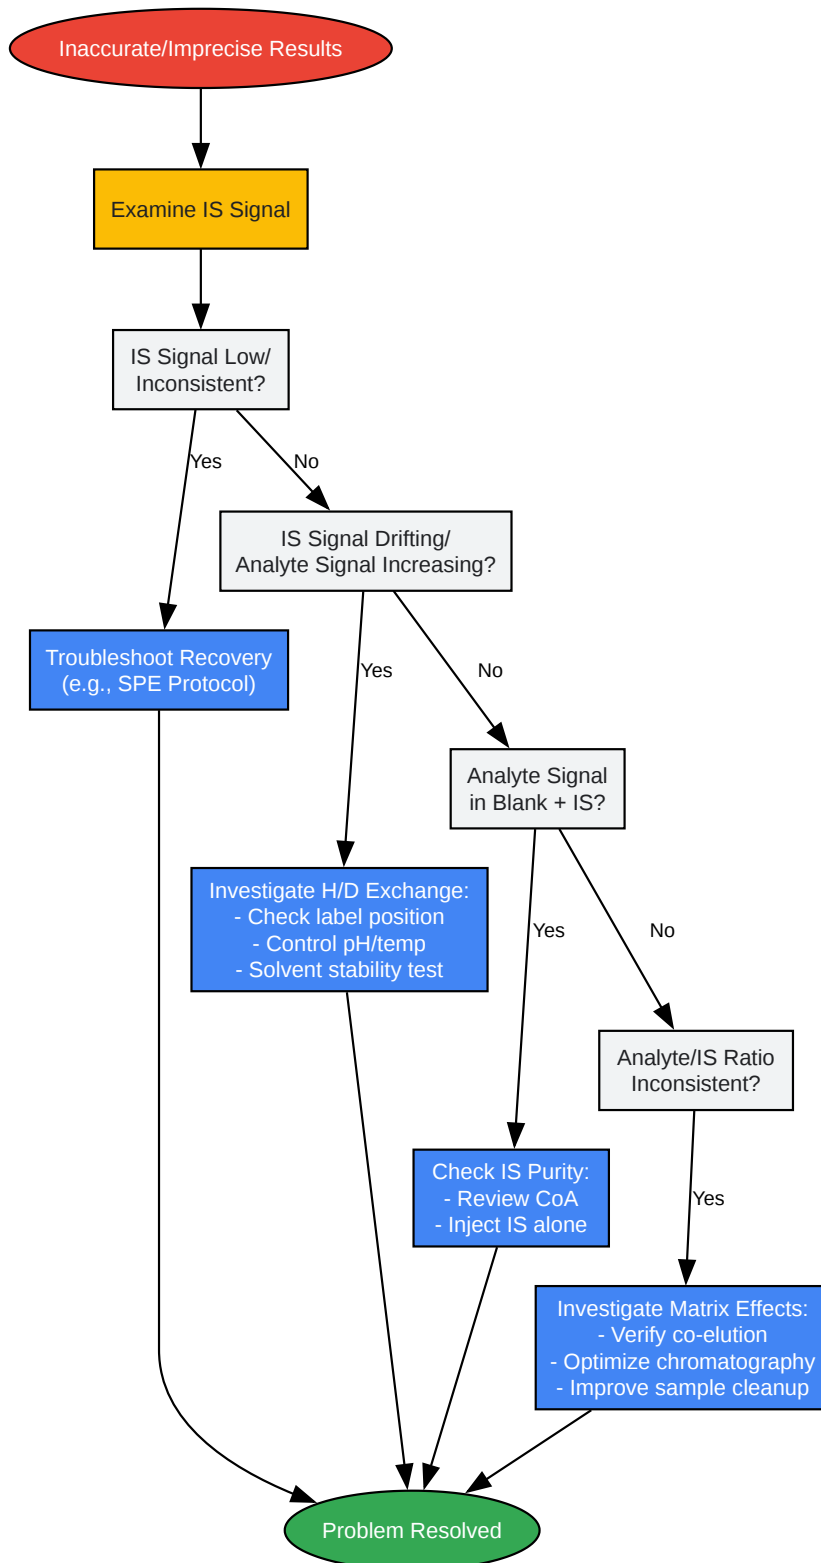 Inaccurate/Imprecise Results
Examine IS Signal
IS Signal Low/
Inconsistent?
Yes
No
IS Signal Drifting/
Analyte Signal Increasing?
Troubleshoot Recovery
(e.g., SPE Protocol)
Yes
No
Analyte Signal
in Blank + IS?
Investigate H/D Exchange:
- Check label position
- Control pH/temp
- Solvent stability test
Yes
No
Analyte/IS Ratio
Inconsistent?
Check IS Purity:
- Review CoA
- Inject IS alone
Yes
Investigate Matrix Effects:
- Verify co-elution
- Optimize chromatography
- Improve sample cleanup
Problem Resolved